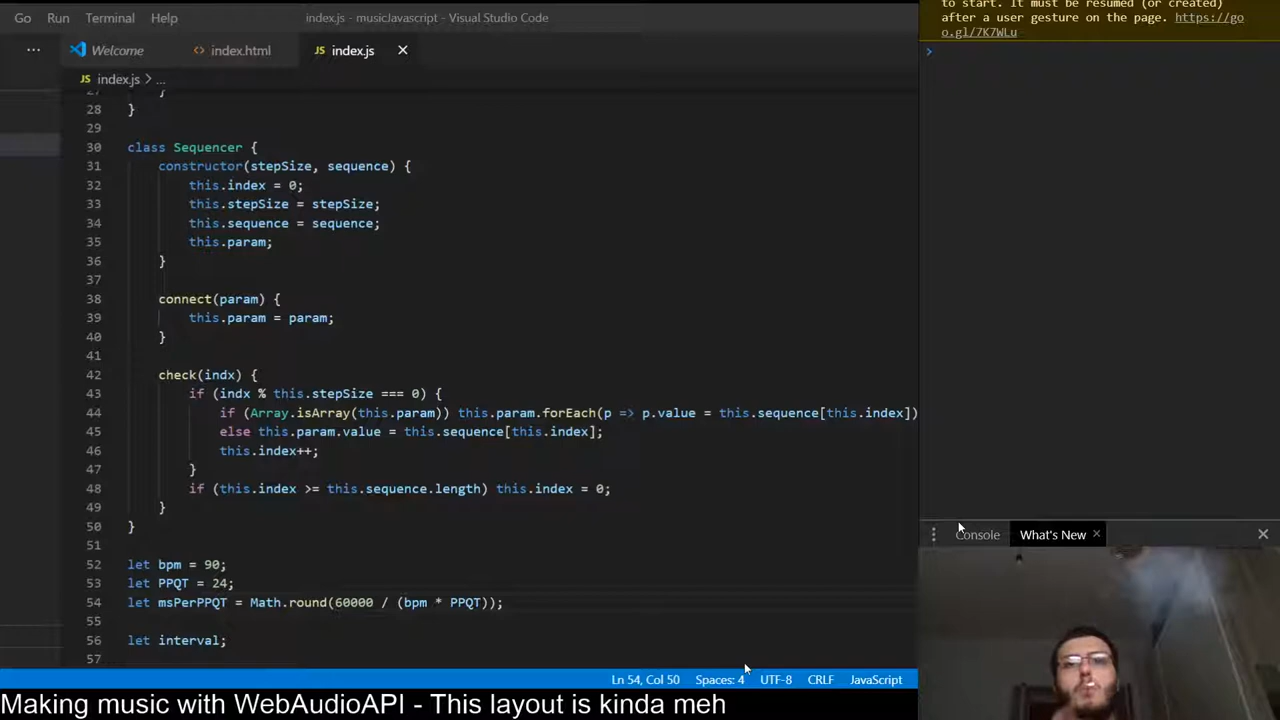 Go Run Terminal Help index.js - musicJavascript - Visual Studio Code
... Welcome <> index.html JS index.js ×
JS index.js > ...
27 }
28 }
29
30 class Sequencer {
31 constructor(stepSize, sequence) {
32 this.index = 0;
33 this.stepSize = stepSize;
34 this.sequence = sequence;
35 this.param;
36 }
37
38 connect(param) {
39 this.param = param;
40 }
41
42 check(indx) {
43 if (indx % this.stepSize === 0) {
44 if (Array.isArray(this.param)) this.param.forEach(p => p.value = this.sequence[this.index])
45 else this.param.value = this.sequence[this.index];
46 this.index++;
47 }
48 if (this.index >= this.sequence.length) this.index = 0;
49 }
50 }
51
52 let bpm = 90;
53 let PPQT = 24;
54 let msPerPPQT = Math.round(60000 / (bpm * PPQT));
55
56 let interval;
57
Ln 54, Col 50 Spaces: 4 UTF-8 CRLF JavaScript
to start. It must be resumed (or created)
after a user gesture on the page. https://go
o.gl/7K7WLu
Console What's New ×
Making music with WebAudioAPI - This layout is kinda meh